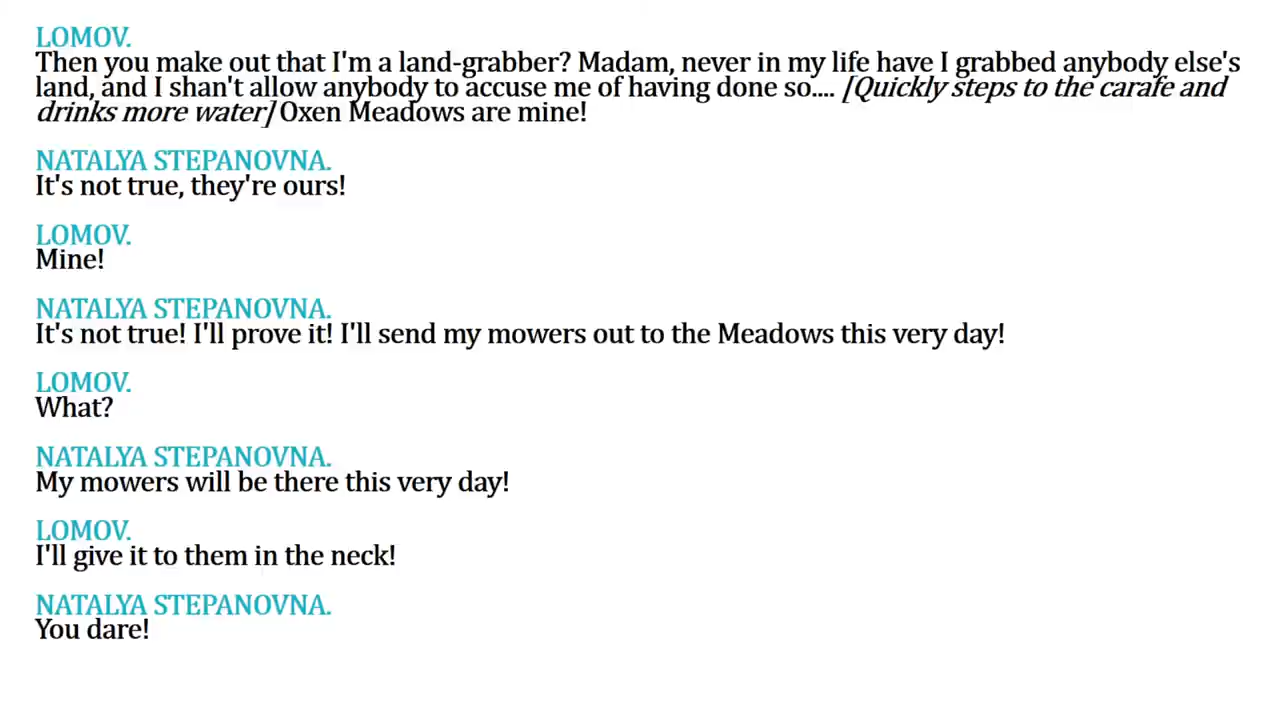 LOMOV.
Then you make out that I'm a land-grabber? Madam, never in my life have I grabbed anybody else's
land, and I shan't allow anybody to accuse me of having done so.... [Quickly steps to the carafe and
drinks more water] Oxen Meadows are mine!
NATALYA STEPANOVNA.
It's not true, they're ours!
LOMOV.
Mine!
NATALYA STEPANOVNA.
It's not true! I'll prove it! I'll send my mowers out to the Meadows this very day!
LOMOV.
What?
NATALYA STEPANOVNA.
My mowers will be there this very day!
LOMOV.
I'll give it to them in the neck!
NATALYA STEPANOVNA.
You dare!